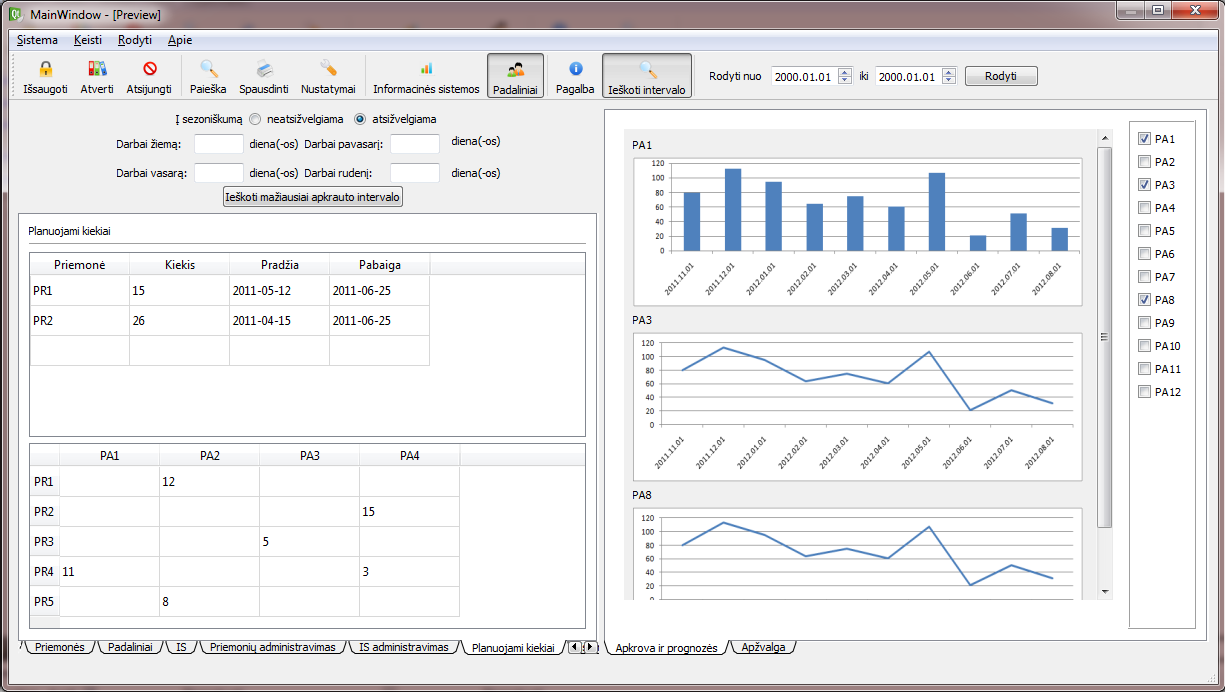 MainWindow - [Preview]
Sistema Keisti Rodyti Apie
Išsaugoti Atverti Atsijungti Paieška Spausdinti Nustatymai Informacinės sistemos Padaliniai Pagalba Ieškoti intervalo Rodyti nuo 2000.01.01 iki 2000.01.01 Rodyti
Į sezoniškumą neatsižvelgiama atsižvelgiama
Darbai žiemą: diena(-os) Darbai pavasarį: diena(-os)
Darbai vasarą: diena(-os) Darbai rudenį: diena(-os)
Ieškoti mažiausiai apkrauto intervalo
Planuojami kiekiai
Priemonė Kiekis Pradžia Pabaiga
PR1 15 2011-05-12 2011-06-25
PR2 26 2011-04-15 2011-06-25
PA1 PA2 PA3 PA4
PR1 12
PR2 15
PR3 5
PR4 11 3
PR5 8
Priemonės Padaliniai IS Priemonių administravimas IS administravimas Planuojami kiekiai
PA1
120
100
80
60
40
20
0
2011.11.01 2011.12.01 2012.01.01 2012.02.01 2012.03.01 2012.04.01 2012.05.01 2012.06.01 2012.07.01 2012.08.01
PA3
120
100
80
60
40
20
0
2011.11.01 2011.12.01 2012.01.01 2012.02.01 2012.03.01 2012.04.01 2012.05.01 2012.06.01 2012.07.01 2012.08.01
PA8
120
100
80
60
40
20
Apkrova ir prognozės Apžvalga
PA1
PA2
PA3
PA4
PA5
PA6
PA7
PA8
PA9
PA10
PA11
PA12